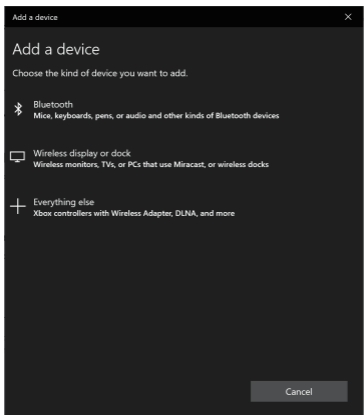 Add a device
Add a device
Choose the kind of device you want to add.
Bluetooth
Mice, keyboards, pens, or audio and other kinds of Bluetooth devices
Wireless display or dock
Wireless monitors, TVs, or PCs that use Miracast, or wireless docks
Everything else
Xbox controllers with Wireless Adapter, DLNA, and more
Cancel